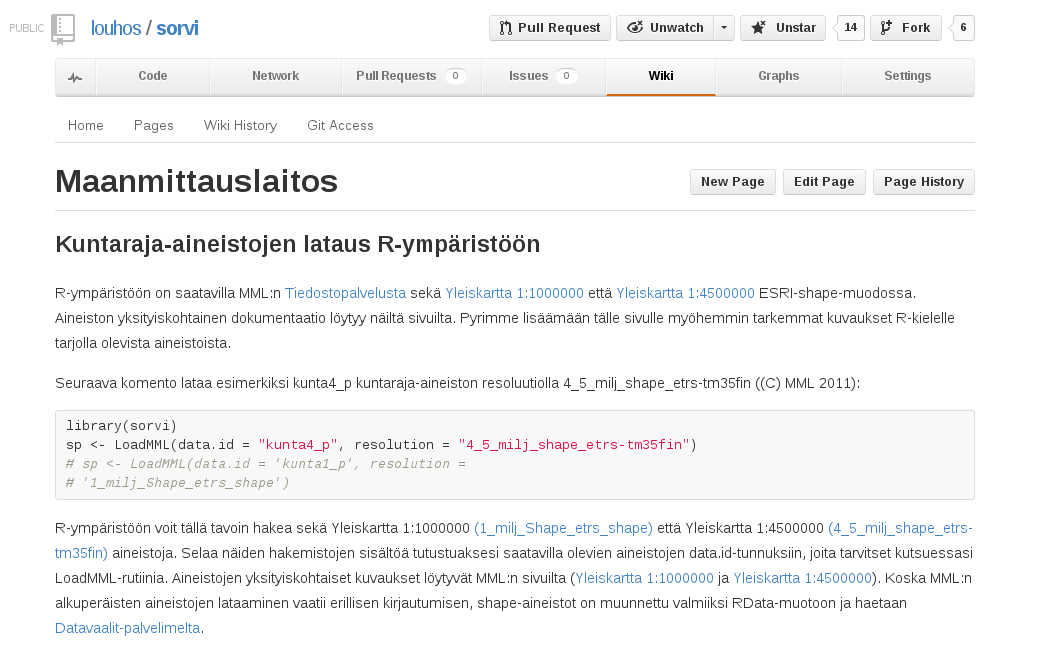 PUBLIC louhos / sorvi Pull Request Unwatch Unstar 14 Fork 6
Code Network Pull Requests 0 Issues 0 Wiki Graphs Settings
Home Pages Wiki History Git Access
Maanmittauslaitos New Page Edit Page Page History
Kuntaraja-aineistojen lataus R-ympäristöön
R-ympäristöön on saatavilla MML:n Tiedostopalvelusta sekä Yleiskartta 1:1000000 että Yleiskartta 1:4500000 ESRI-shape-muodossa.
Aineiston yksityiskohtainen dokumentaatio löytyy näiltä sivuilta. Pyrimme lisäämään tälle sivulle myöhemmin tarkemmat kuvaukset R-kielelle
tarjolla olevista aineistoista.
Seuraava komento lataa esimerkiksi kunta4_p kuntaraja-aineiston resoluutiolla 4_5_milj_shape_etrs-tm35fin ((C) MML 2011):
library(sorvi)
sp <- LoadMML(data.id = "kunta4_p", resolution = "4_5_milj_shape_etrs-tm35fin")
# sp <- LoadMML(data.id = 'kunta1_p', resolution =
# '1_milj_Shape_etrs_shape')
R-ympäristöön voit tällä tavoin hakea sekä Yleiskartta 1:1000000 (1_milj_Shape_etrs_shape) että Yleiskartta 1:4500000 (4_5_milj_shape_etrs-
tm35fin) aineistoja. Selaa näiden hakemistojen sisältöä tutustuaksesi saatavilla olevien aineistojen data.id-tunnuksiin, joita tarvitset kutsuessasi
LoadMML-rutiinia. Aineistojen yksityiskohtaiset kuvaukset löytyvät MML:n sivuilta (Yleiskartta 1:1000000 ja Yleiskartta 1:4500000). Koska MML:n
alkuperäisten aineistojen lataaminen vaatii erillisen kirjautumisen, shape-aineistot on muunnettu valmiiksi RData-muotoon ja haetaan
Datavaalit-palvelimelta.